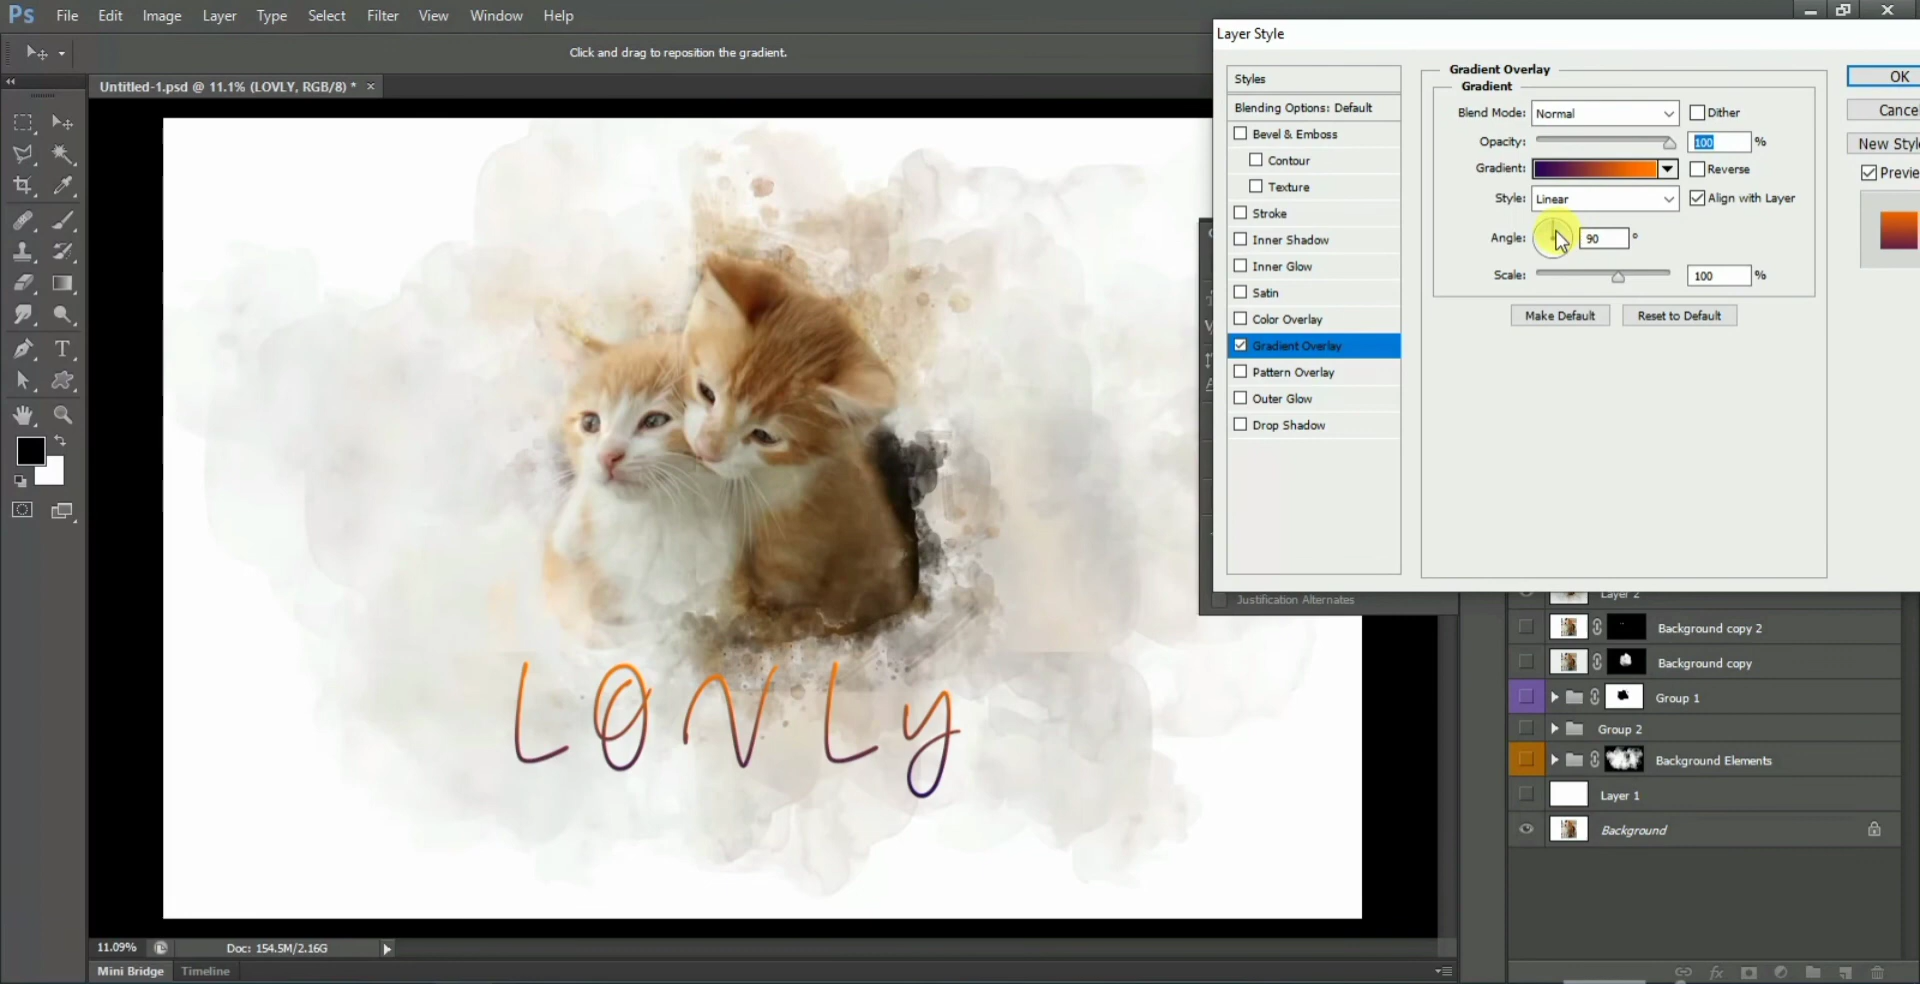 Ps File Edit Image Layer Type Select Filter View Window Help
Click and drag to reposition the gradient.
Untitled-1.psd @ 11.1% (LOVLY, RGB/8) * ×
Layer Style
Styles
Blending Options: Default
Bevel & Emboss
Contour
Texture
Stroke
Inner Shadow
Inner Glow
Satin
Color Overlay
Gradient Overlay
Pattern Overlay
Outer Glow
Drop Shadow
Gradient Overlay
Gradient
Blend Mode: Normal Dither
Opacity: 100 %
Gradient: Reverse
Style: Linear Align with Layer
Angle: 90 °
Scale: 100 %
Make Default Reset to Default
OK
Cance
New Style
Previe
Justification Alternates
LOVLy
Layer 2
Background copy 2
Background copy
Group 1
Group 2
Background Elements
Layer 1
Background
fx
11.09% Doc: 154.5M/2.16G
Mini Bridge Timeline